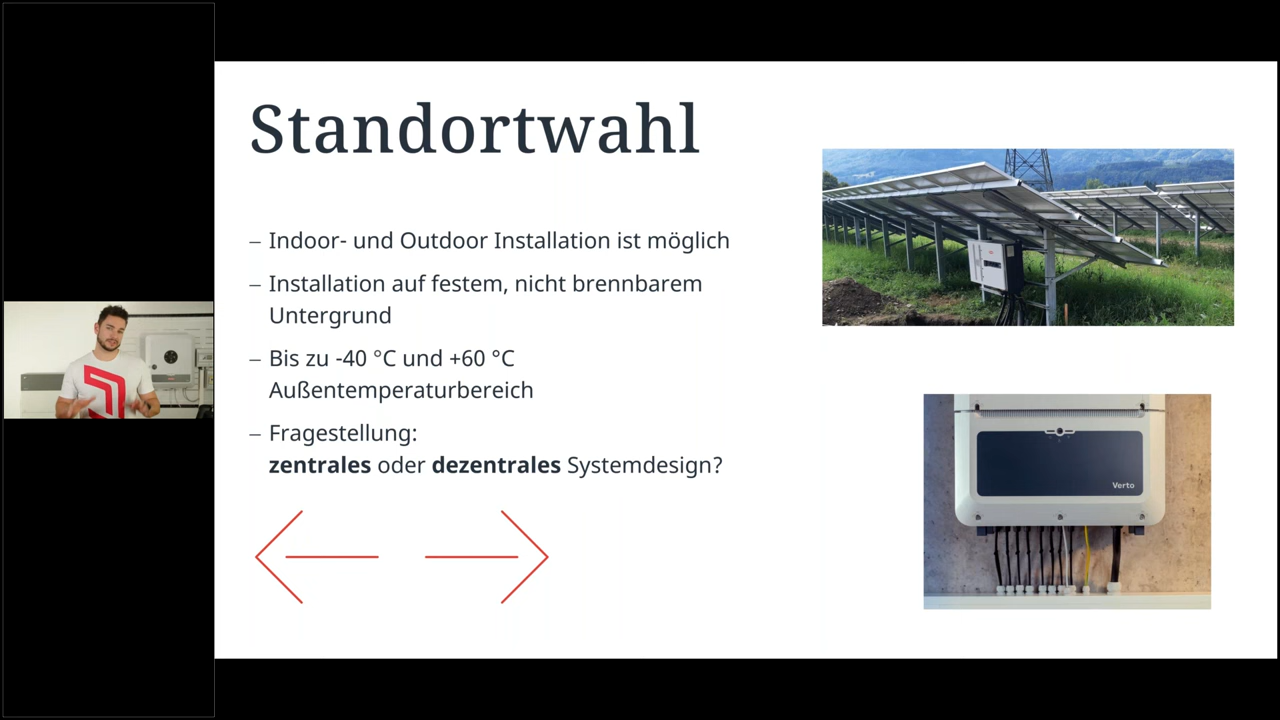 Standortwahl
– Indoor- und Outdoor Installation ist möglich
– Installation auf festem, nicht brennbarem
Untergrund
– Bis zu -40 °C und +60 °C
Außentemperaturbereich
– Fragestellung:
zentrales oder dezentrales Systemdesign?
Verto